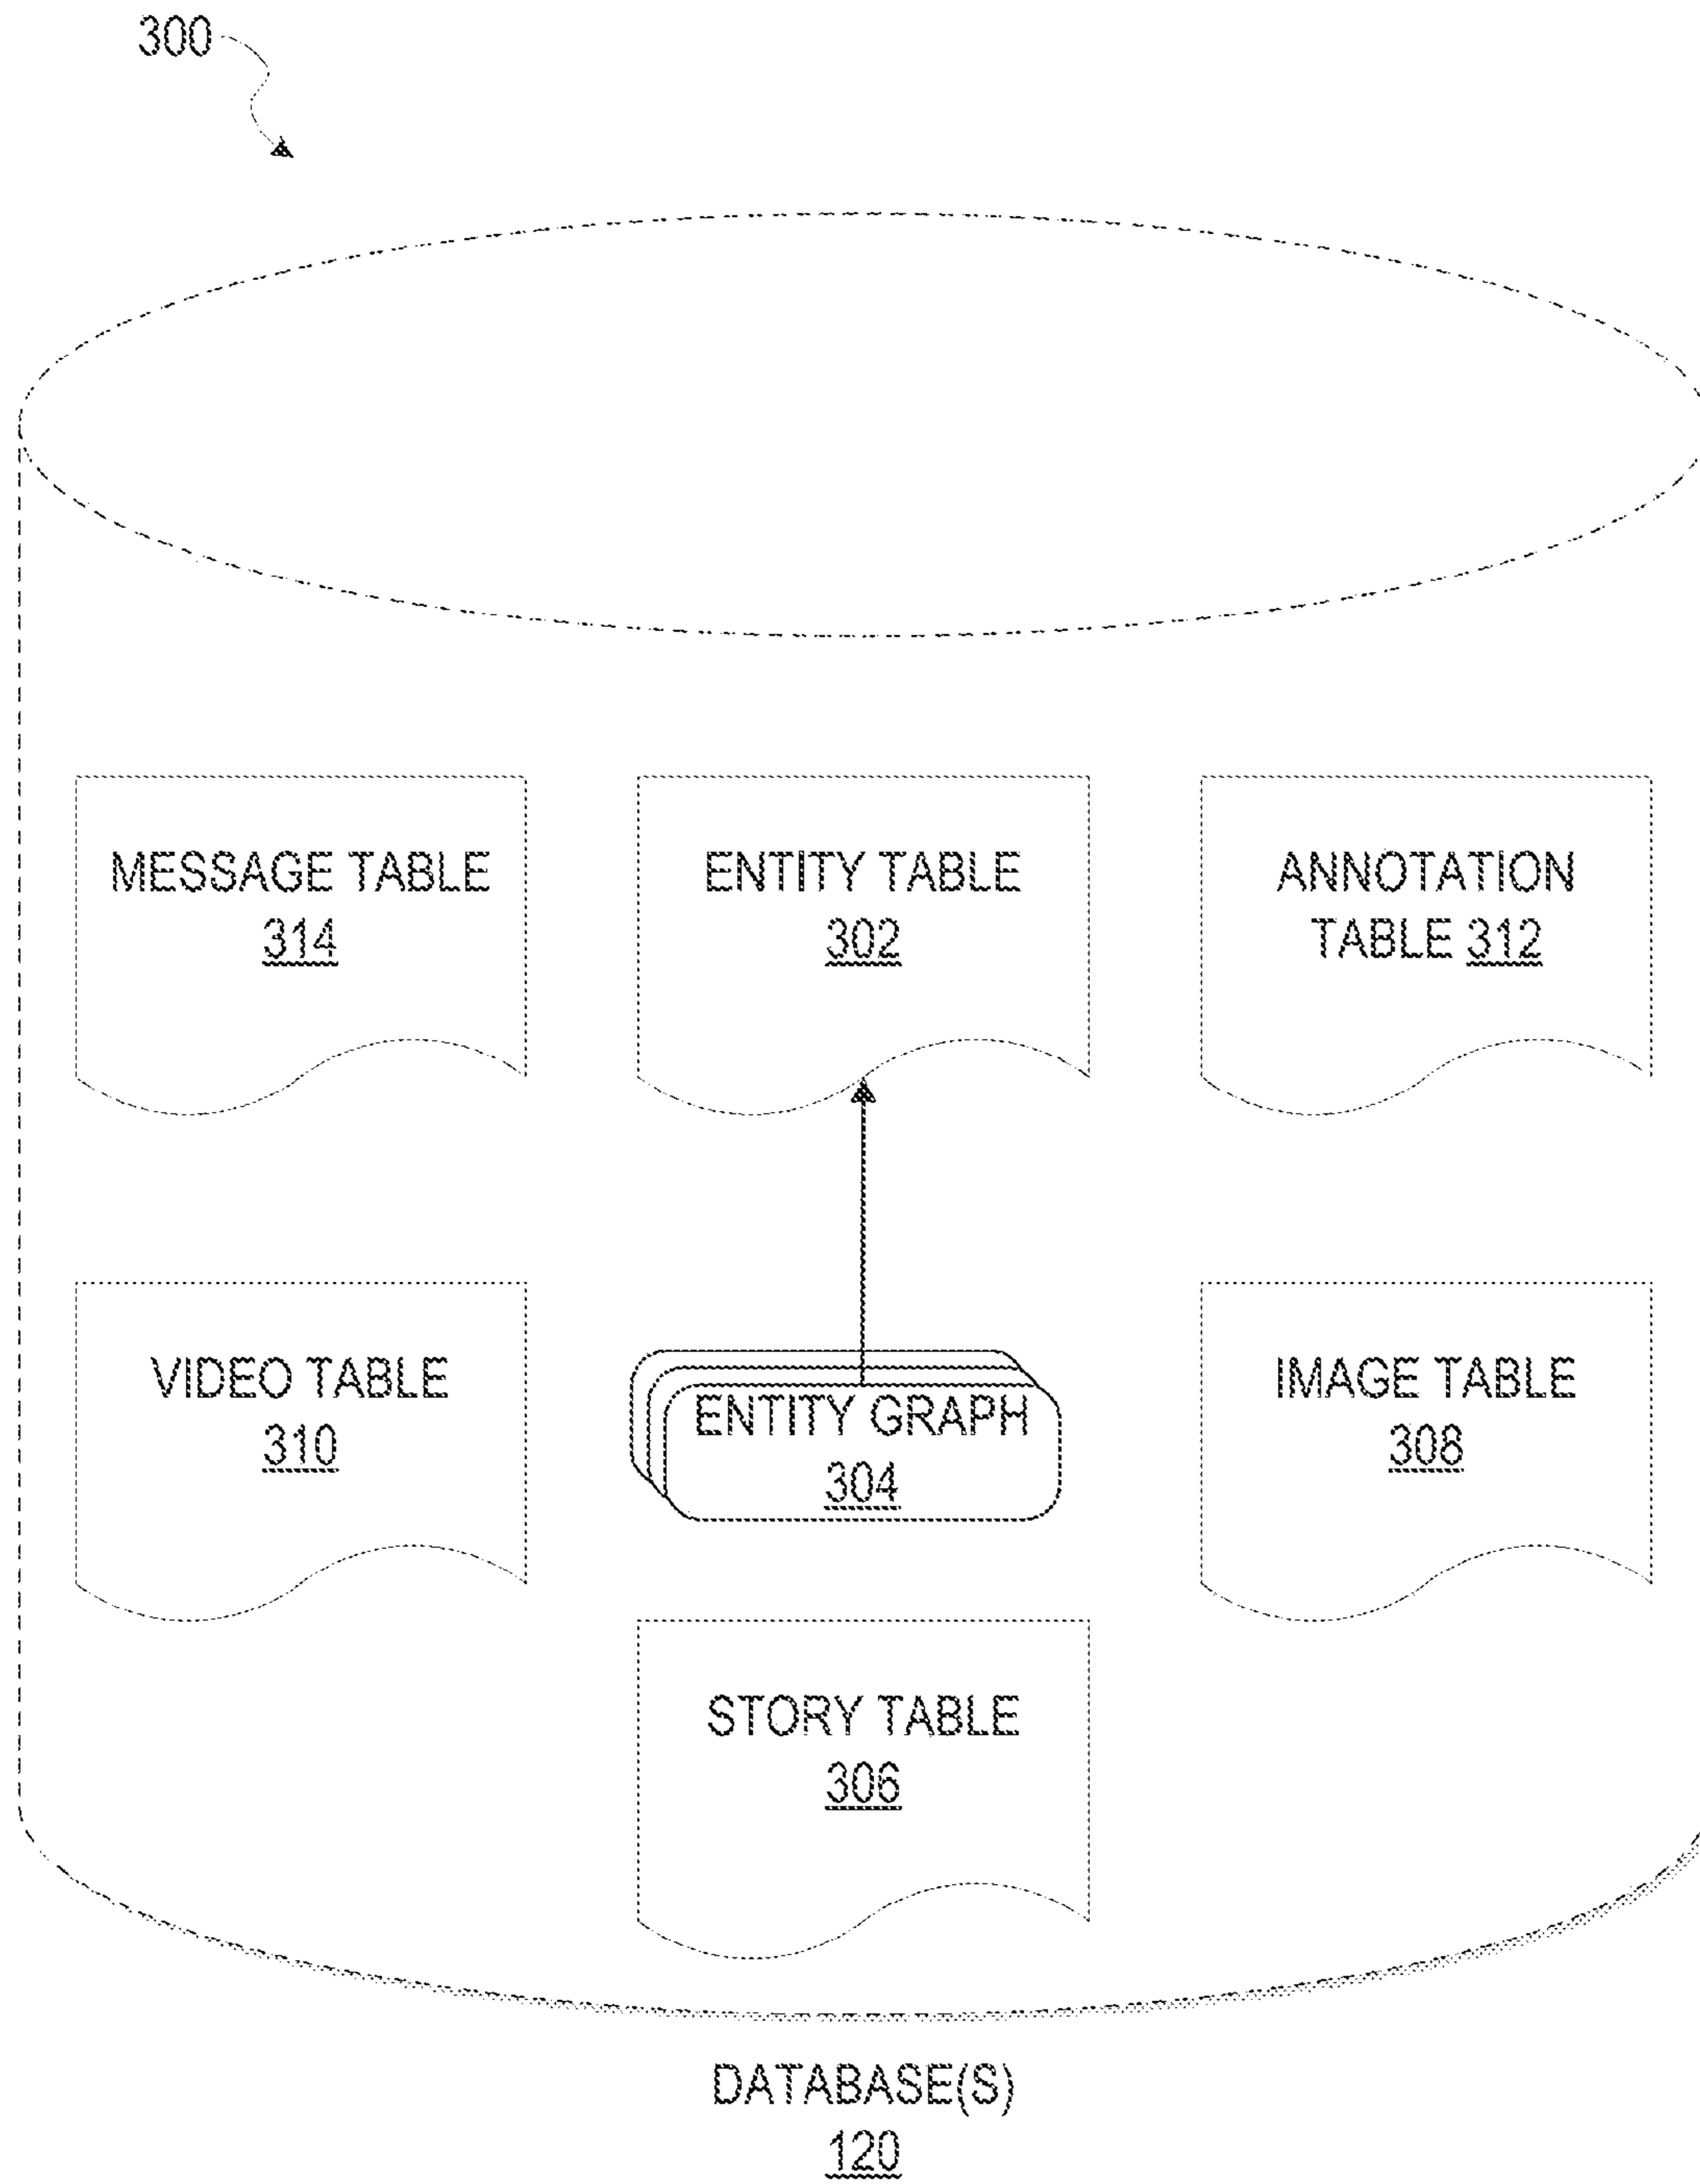 300
MESSAGE TABLE
314
ENTITY TABLE
302
ANNOTATION
TABLE 312
VIDEO TABLE
310
ENTITY GRAPH
304
IMAGE TABLE
308
STORY TABLE
306
DATABASE(S)
120